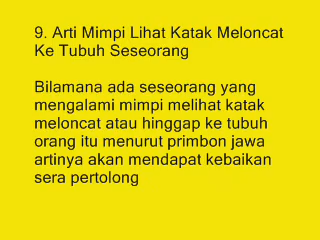 9. Arti Mimpi Lihat Katak Meloncat
Ke Tubuh Seseorang
Bilamana ada seseorang yang
mengalami mimpi melihat katak
meloncat atau hinggap ke tubuh
orang itu menurut primbon jawa
artinya akan mendapat kebaikan
sera pertolong